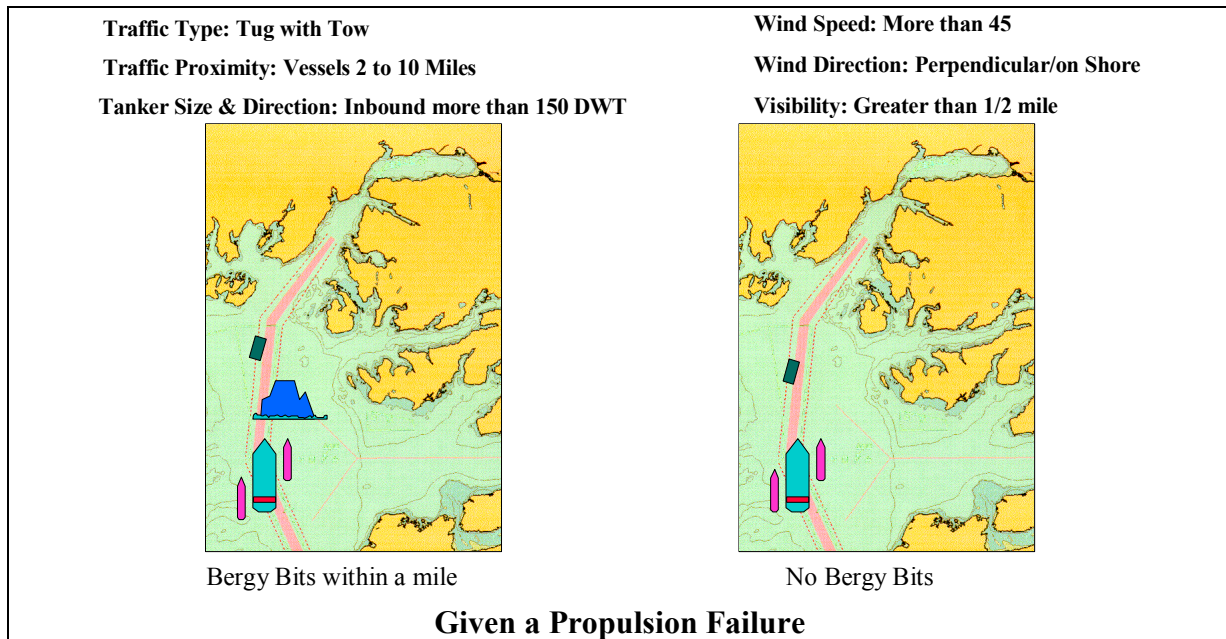 Traffic Type: Tug with Tow
Traffic Proximity: Vessels 2 to 10 Miles
Tanker Size & Direction: Inbound more than 150 DWT
Wind Speed: More than 45
Wind Direction: Perpendicular/on Shore
Visibility: Greater than 1/2 mile
Bergy Bits within a mile
No Bergy Bits
Given a Propulsion Failure